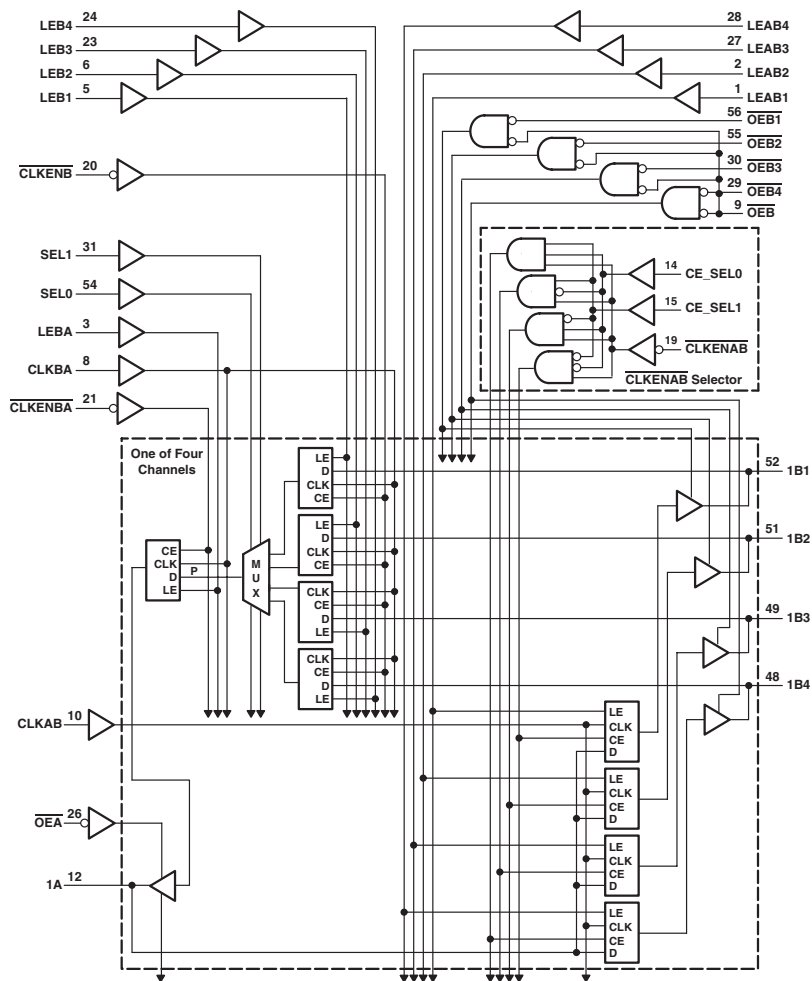 LEB4 24
LEB3 23
LEB2 6
LEB1 5
CLKENB 20
SEL1 31
SEL0 54
LEBA 3
CLKBA 8
CLKENBA 21
28 LEAB4
27 LEAB3
2 LEAB2
1 LEAB1
56 OEB1
55 OEB2
30 OEB3
29 OEB4
9 OEB
14 CE_SEL0
15 CE_SEL1
19 CLKENAB
CLKENAB Selector
One of Four
Channels
LE
D
CLK
CE
LE
D
CLK
CE
CLK
CE
D
LE
CLK
CE
D
LE
CE
CLK
D
LE
P
M
U
X
52 1B1
51 1B2
49 1B3
48 1B4
CLKAB 10
OEA 26
1A 12
LE
CLK
CE
D
LE
CLK
CE
D
LE
CLK
CE
D
LE
CLK
CE
D